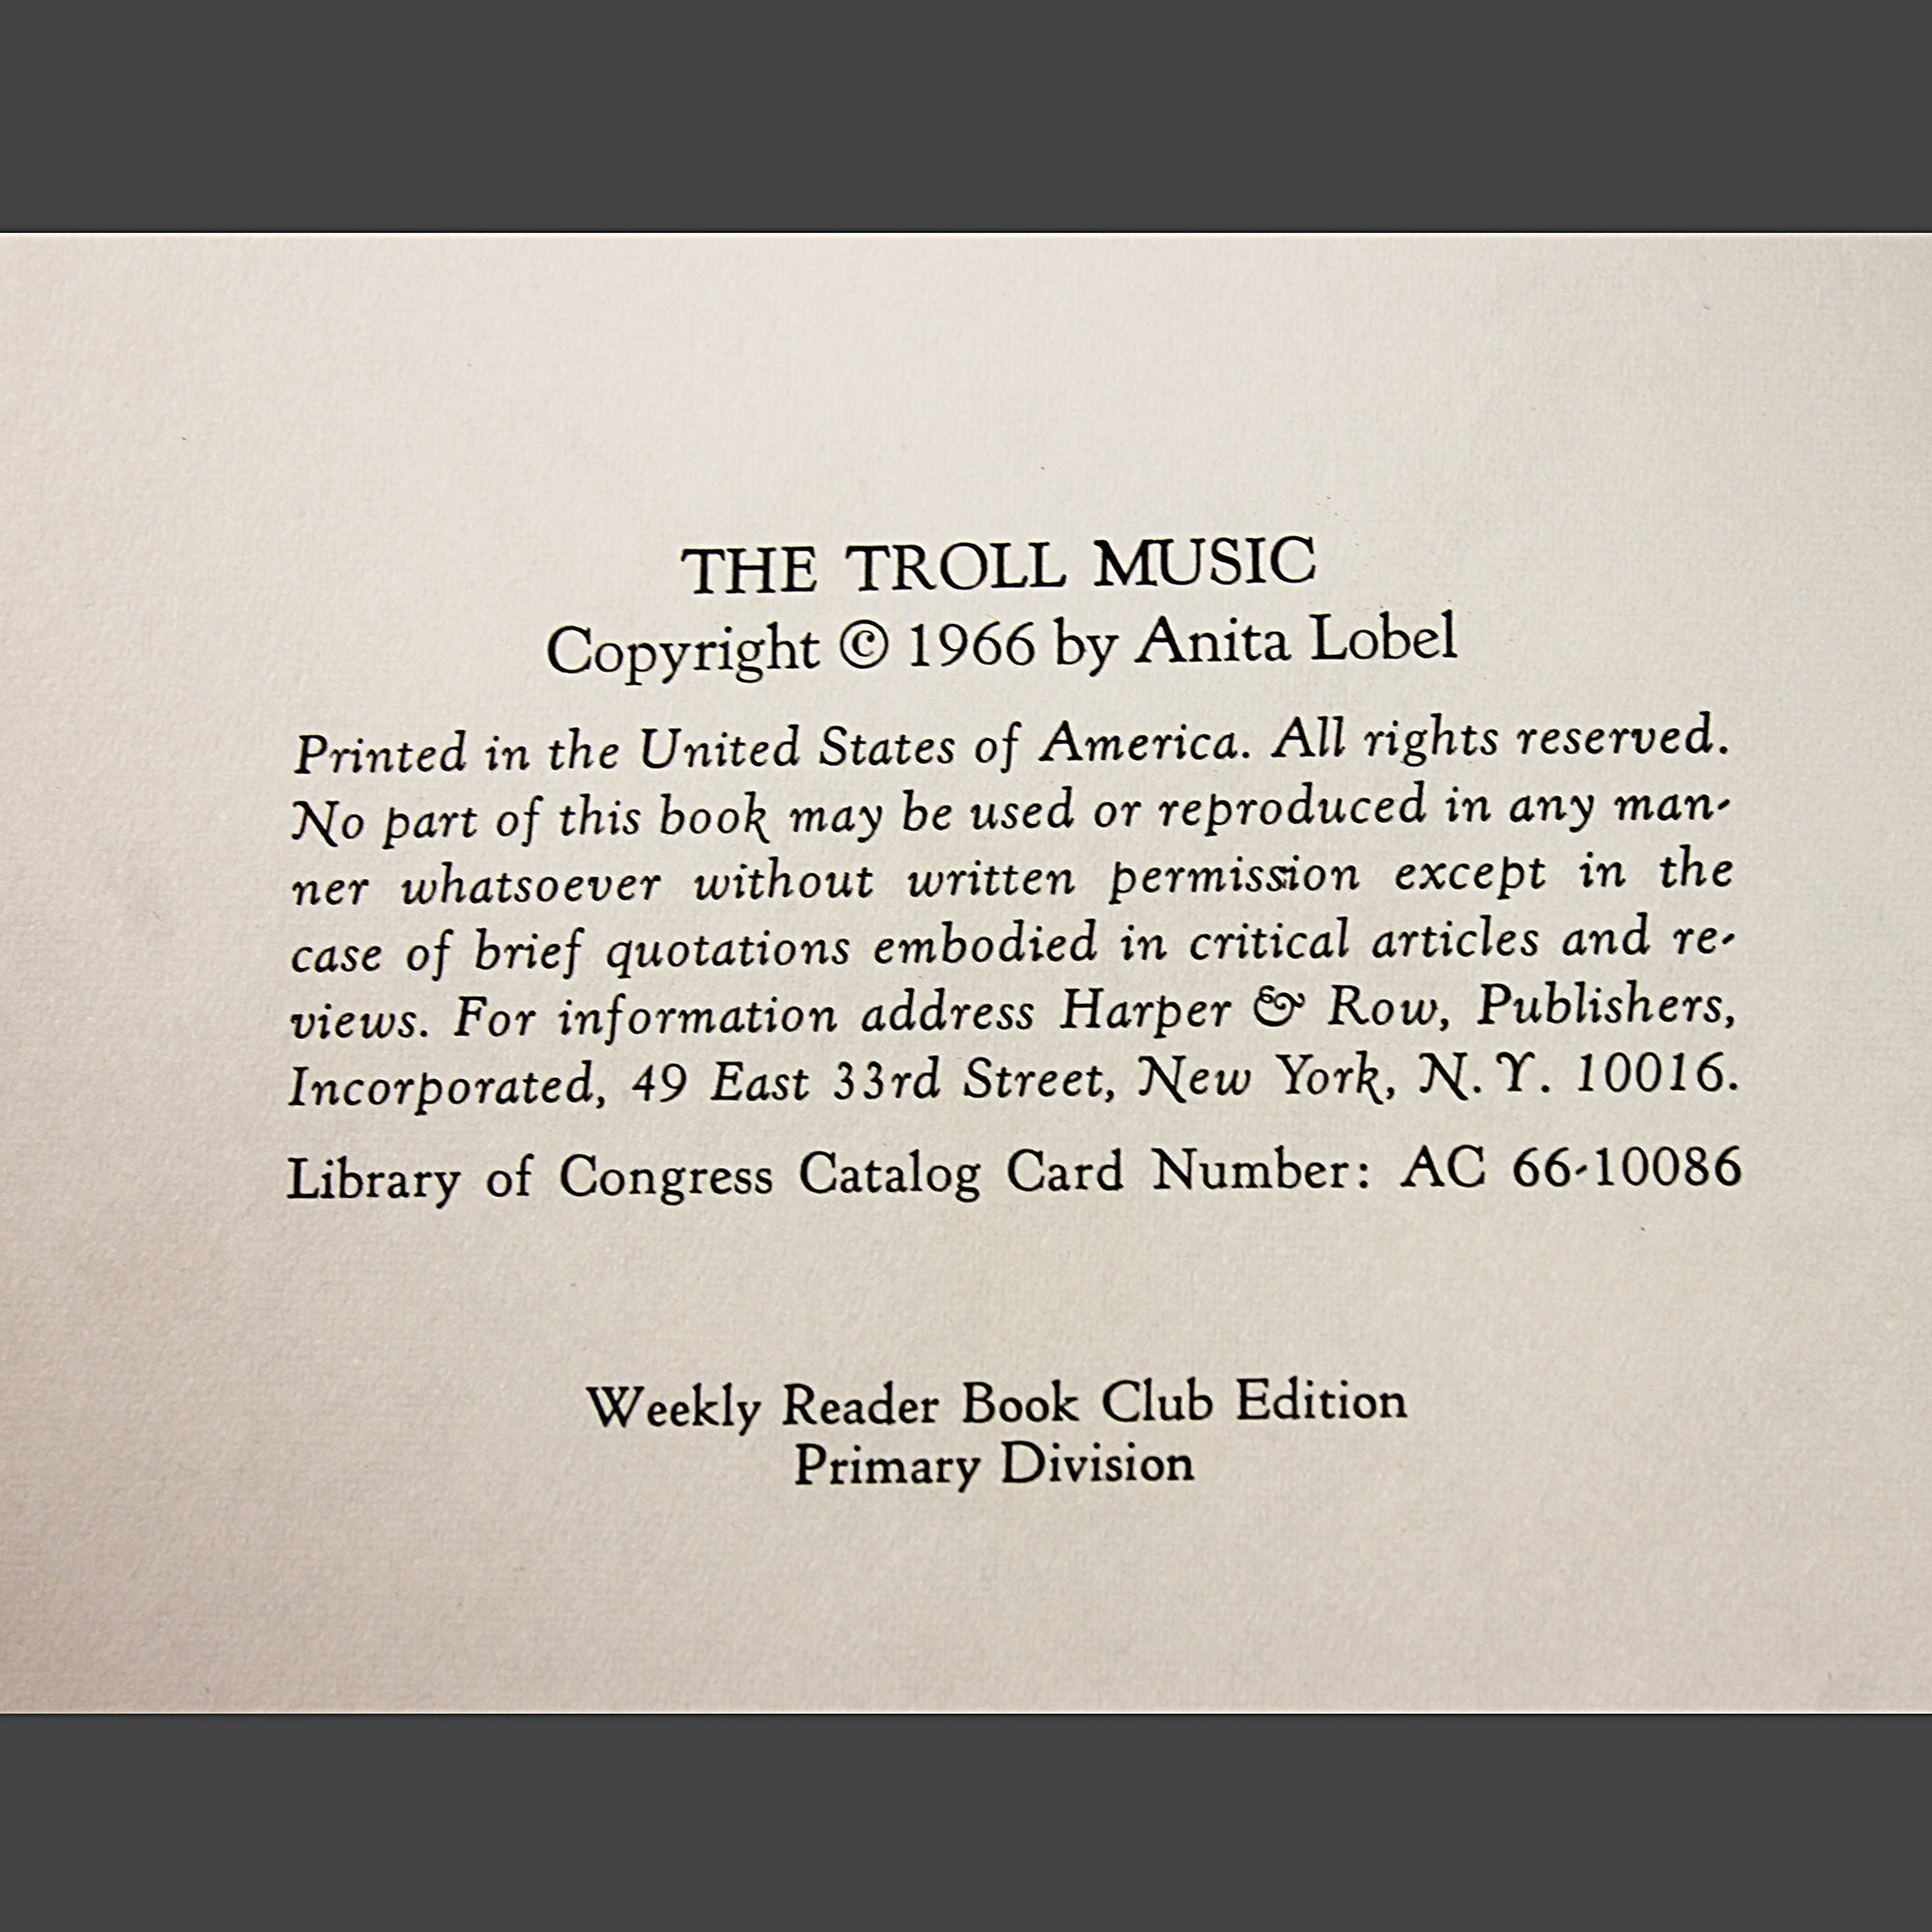 THE TROLL MUSIC
Copyright © 1966 by Anita Lobel
Printed in the United States of America. All rights reserved.
No part of this book may be used or reproduced in any man-
ner whatsoever without written permission except in the
case of brief quotations embodied in critical articles and re-
views. For information address Harper & Row, Publishers,
Incorporated, 49 East 33rd Street, New York, N. Y. 10016.
Library of Congress Catalog Card Number: AC 66-10086
Weekly Reader Book Club Edition
Primary Division